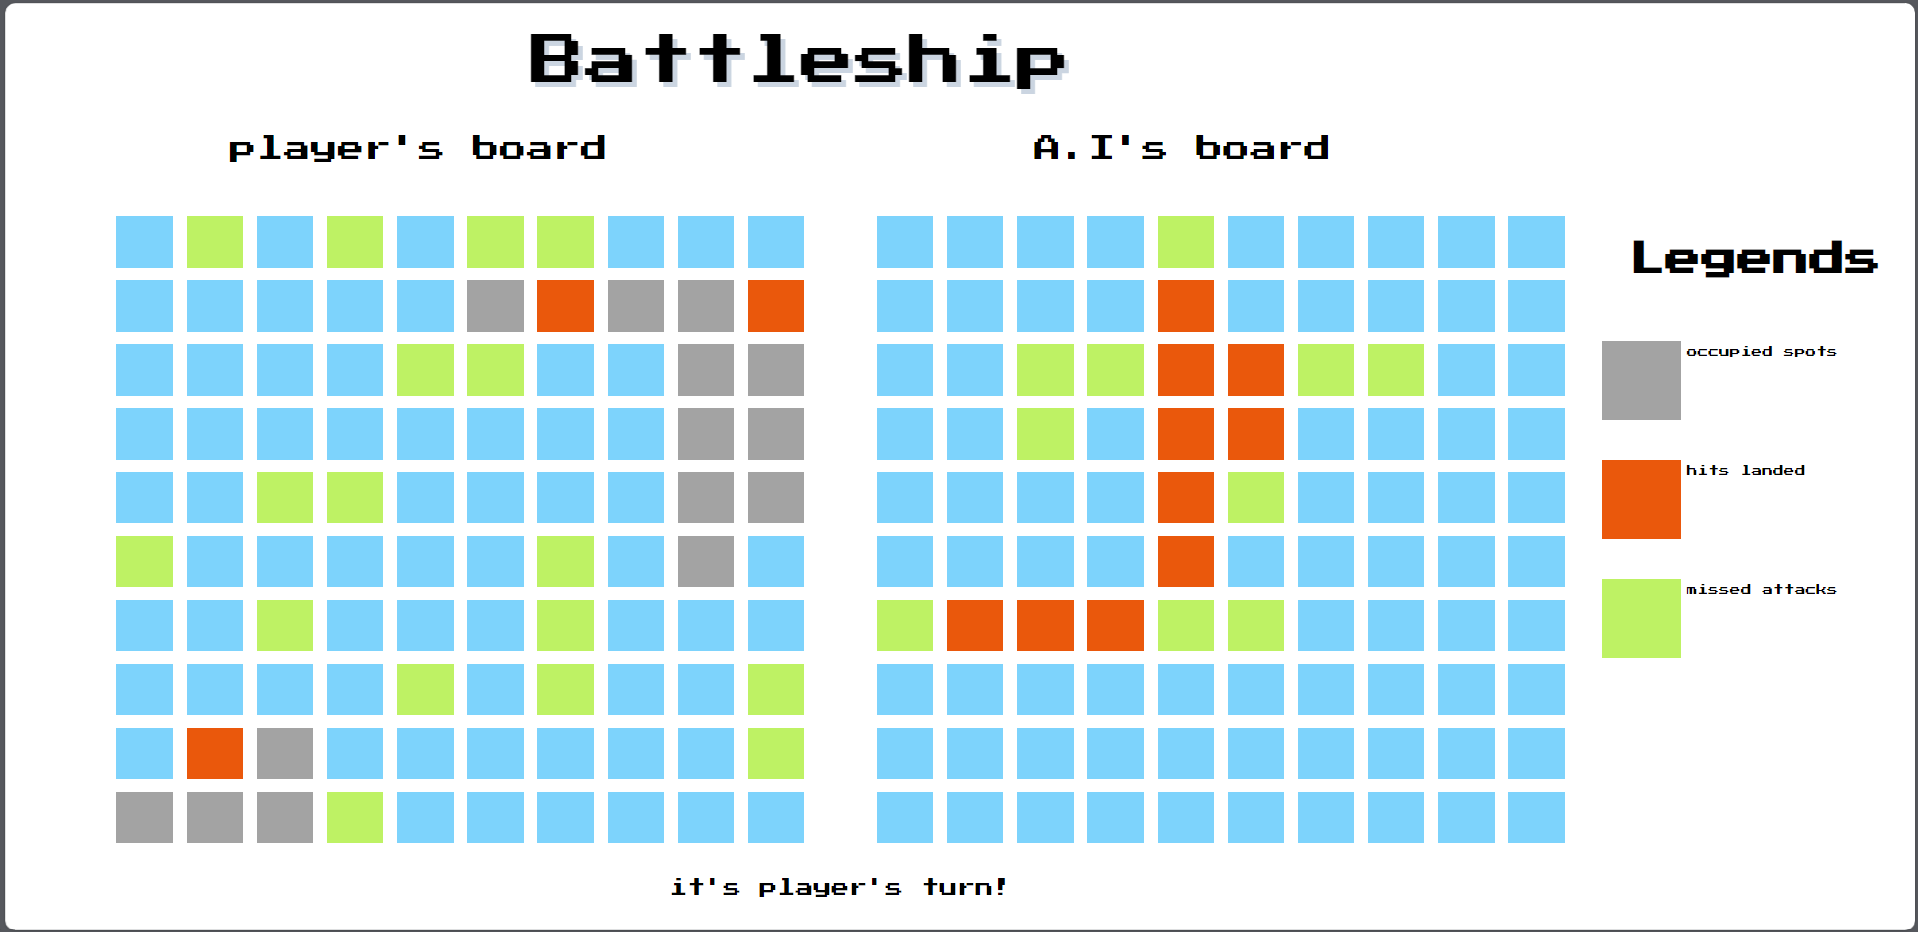 Battleship
player's board
A.I's board
Legends
occupied spots
hits landed
missed attacks
it's player's turn!